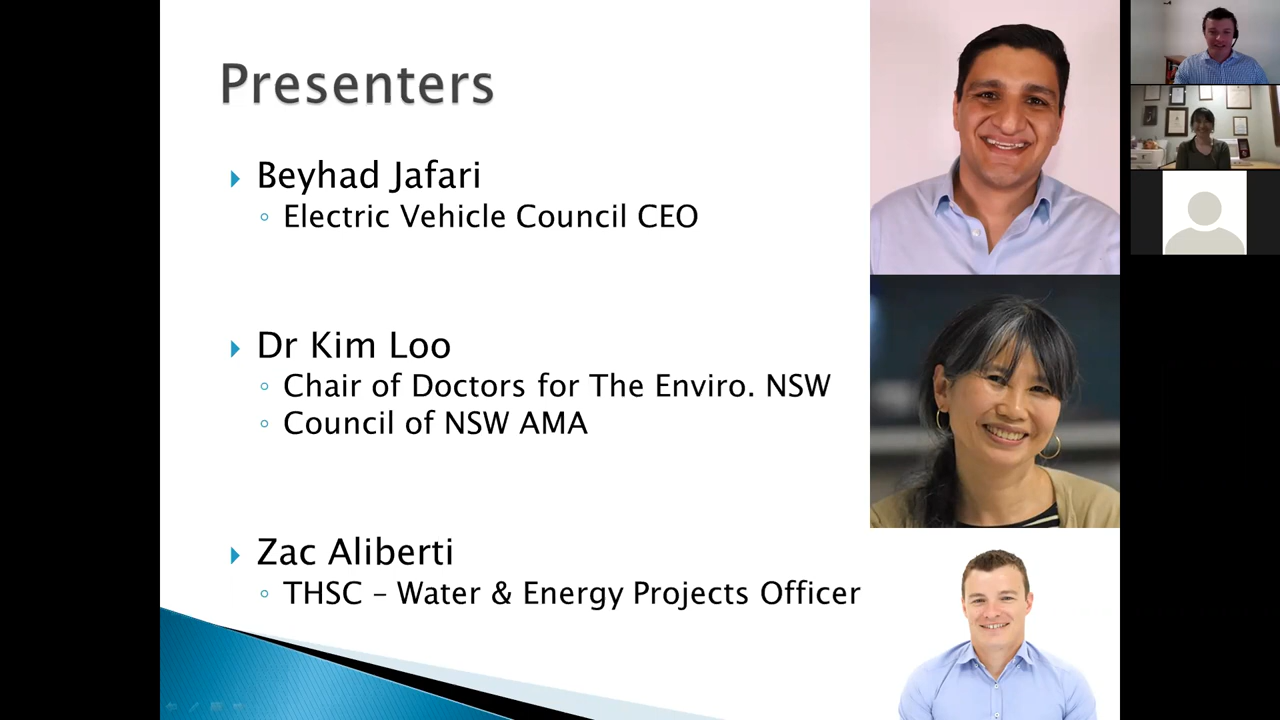 Presenters
Beyhad Jafari
Electric Vehicle Council CEO
Dr Kim Loo
Chair of Doctors for The Enviro. NSW
Council of NSW AMA
Zac Aliberti
THSC – Water & Energy Projects Officer